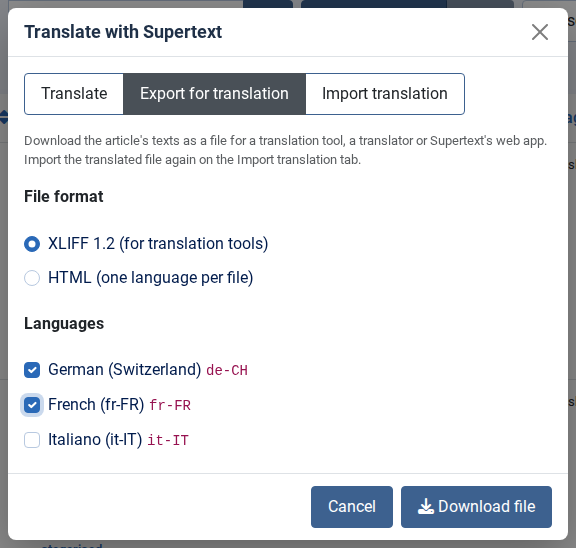 Translate with Supertext
Translate
Export for translation
Import translation
Download the article's texts as a file for a translation tool, a translator or Supertext's web app.
Import the translated file again on the Import translation tab.
File format
XLIFF 1.2 (for translation tools)
HTML (one language per file)
Languages
German (Switzerland) de-CH
French (fr-FR) fr-FR
Italiano (it-IT) it-IT
Cancel
Download file